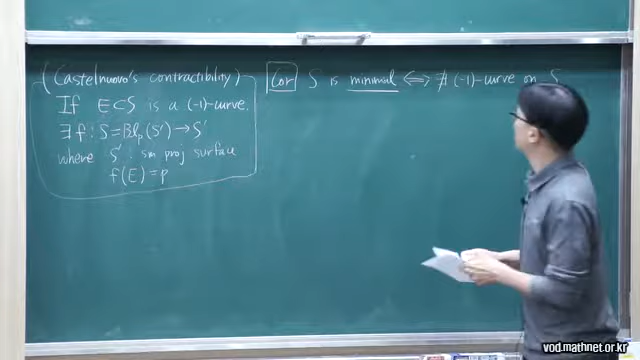 (Castelnuovo's contractibility)
If E⊂S is a (-1)-curve,
∃ f : S = Bl_p(S') → S'
where S' : sm proj surface
f(E) = p
Cor S is minimal ⟺ ∄ (-1)-curve on S
vod.mathnet.or.kr